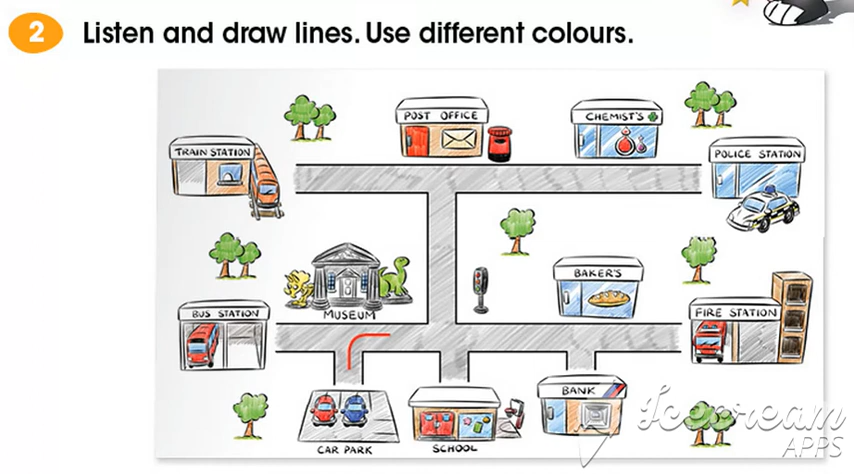 2 Listen and draw lines. Use different colours.
POST OFFICE
CHEMIST'S
TRAIN STATION
POLICE STATION
BAKER'S
MUSEUM
BUS STATION
FIRE STATION
BANK
CAR PARK
SCHOOL
Icecream
APPS